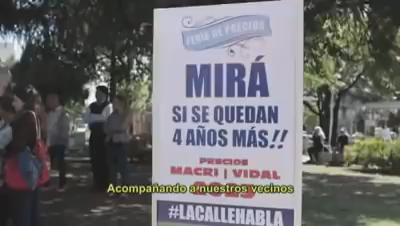 FERIA DE PRECIOS
MIRÁ
SI SE QUEDAN
4 AÑOS MÁS!!
PRECIOS
MACRI | VIDAL
Acompañando a nuestros vecinos
#LACALLEHABLA